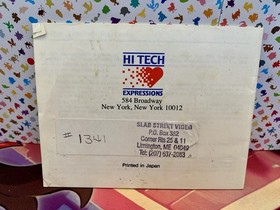 HI TECH
EXPRESSIONS
584 Broadway
New York, New York 10012
# 1341
SLAB STREET VIDEO
P.O. Box 352
Corner Rts 25 & 11
Limington, ME 04049
Tel: (207) 637-2083
Printed in Japan